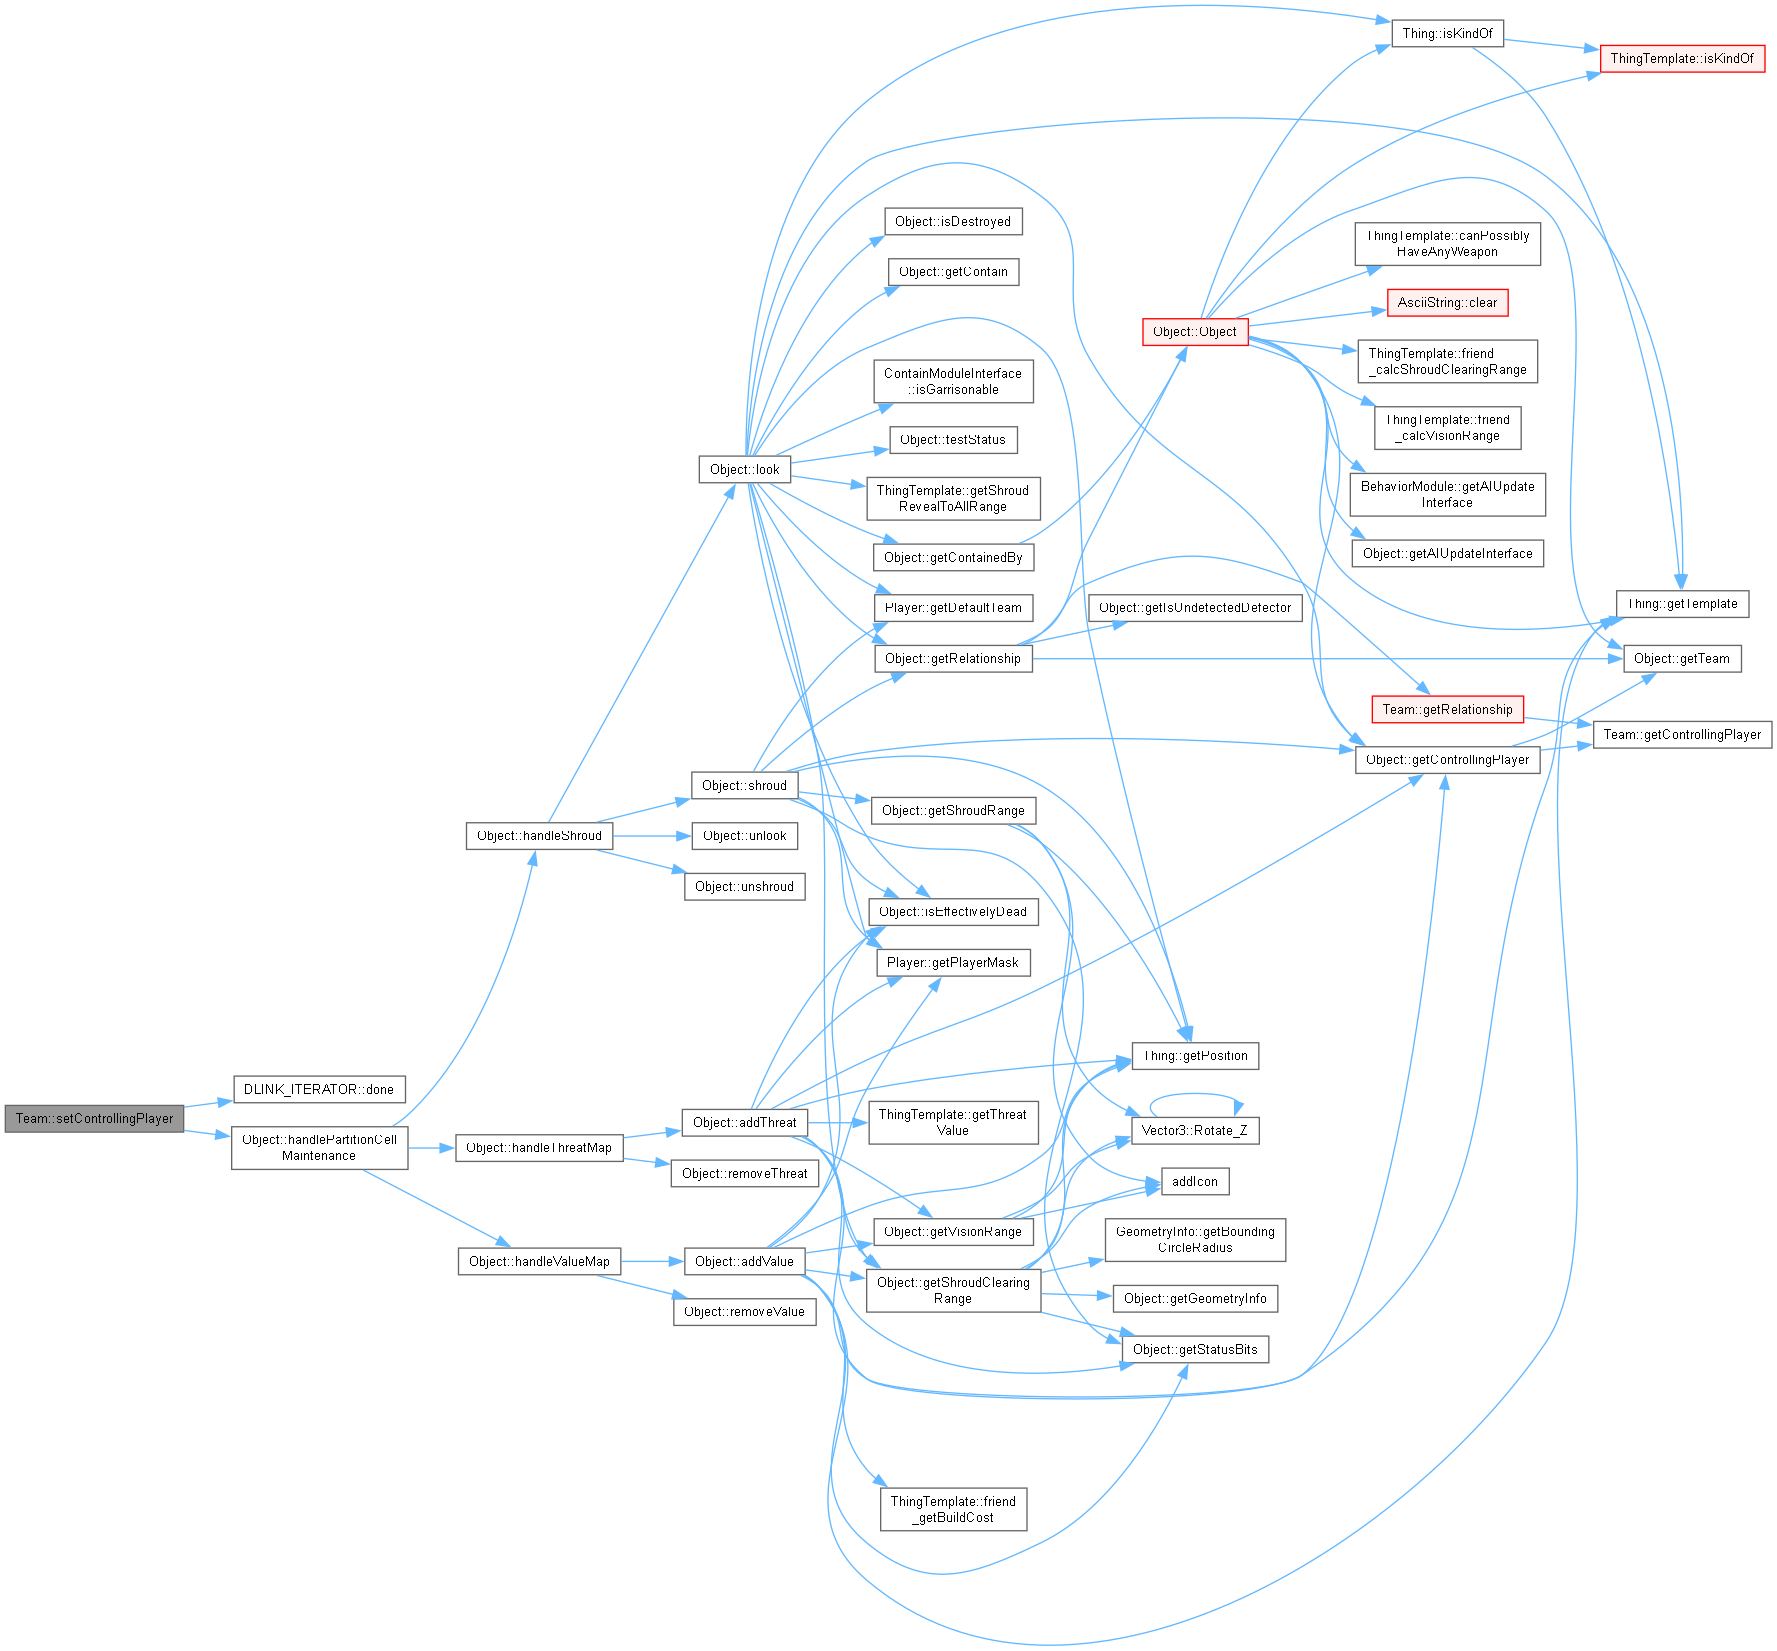 Team::setControllingPlayer
DLINK_ITERATOR::done
Object::handlePartitionCell
Maintenance
Object::handleShroud
Object::handleThreatMap
Object::handleValueMap
Object::look
Object::shroud
Object::unlook
Object::unshroud
Object::addThreat
Object::removeThreat
Object::addValue
Object::removeValue
Object::isDestroyed
Object::getContain
ContainModuleInterface
::isGarrisonable
Object::testStatus
ThingTemplate::getShroud
RevealToAllRange
Object::getContainedBy
Player::getDefaultTeam
Object::getRelationship
Object::getShroudRange
Object::isEffectivelyDead
Player::getPlayerMask
ThingTemplate::getThreat
Value
Object::getVisionRange
Object::getShroudClearing
Range
ThingTemplate::friend
_getBuildCost
Object::Object
Object::getIsUndetectedDetector
Thing::getPosition
Vector3::Rotate_Z
addIcon
GeometryInfo::getBounding
CircleRadius
Object::getGeometryInfo
Object::getStatusBits
Thing::isKindOf
ThingTemplate::canPossibly
HaveAnyWeapon
AsciiString::clear
ThingTemplate::friend
_calcShroudClearingRange
ThingTemplate::friend
_calcVisionRange
BehaviorModule::getAIUpdate
Interface
Object::getAIUpdateInterface
Team::getRelationship
Object::getControllingPlayer
ThingTemplate::isKindOf
Thing::getTemplate
Object::getTeam
Team::getControllingPlayer